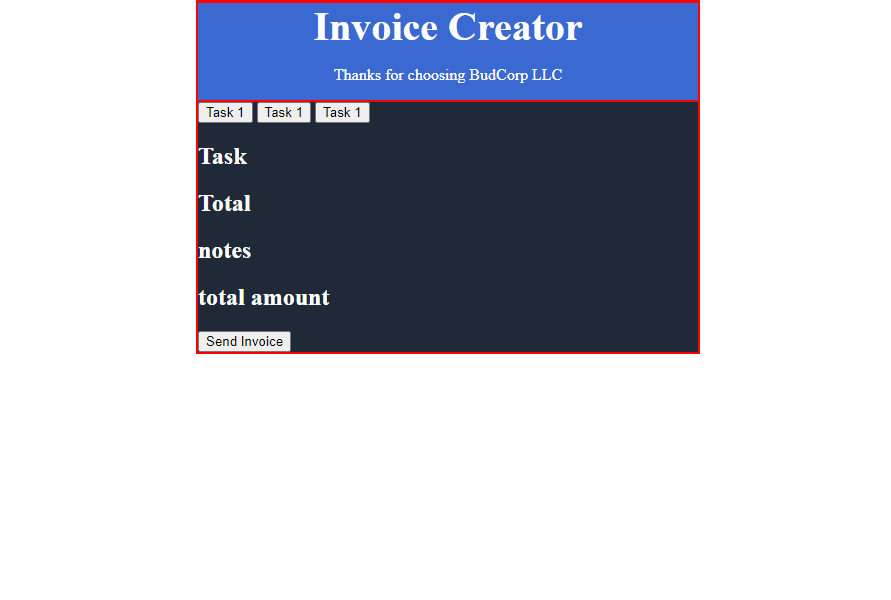 Invoice Creator
Thanks for choosing BudCorp LLC
Task 1 Task 1 Task 1
Task
Total
notes
total amount
Send Invoice